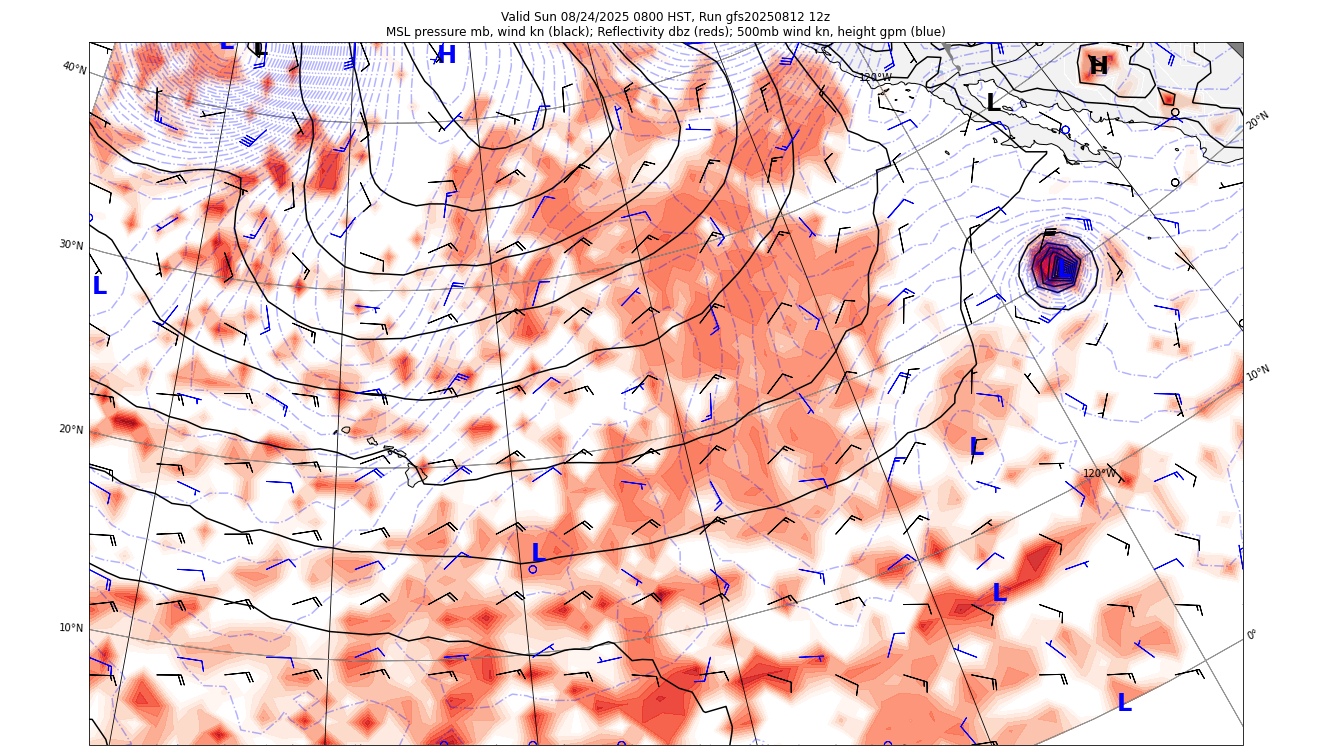 Valid Sun 08/24/2025 0800 HST, Run gfs20250812 12z
MSL pressure mb, wind kn (black); Reflectivity dbz (reds); 500mb wind kn, height gpm (blue)
L L H H
40°N 120°W
L
20°N
30°N
L
10°N
20°N
L
120°W
L
L
10°N
0°
L